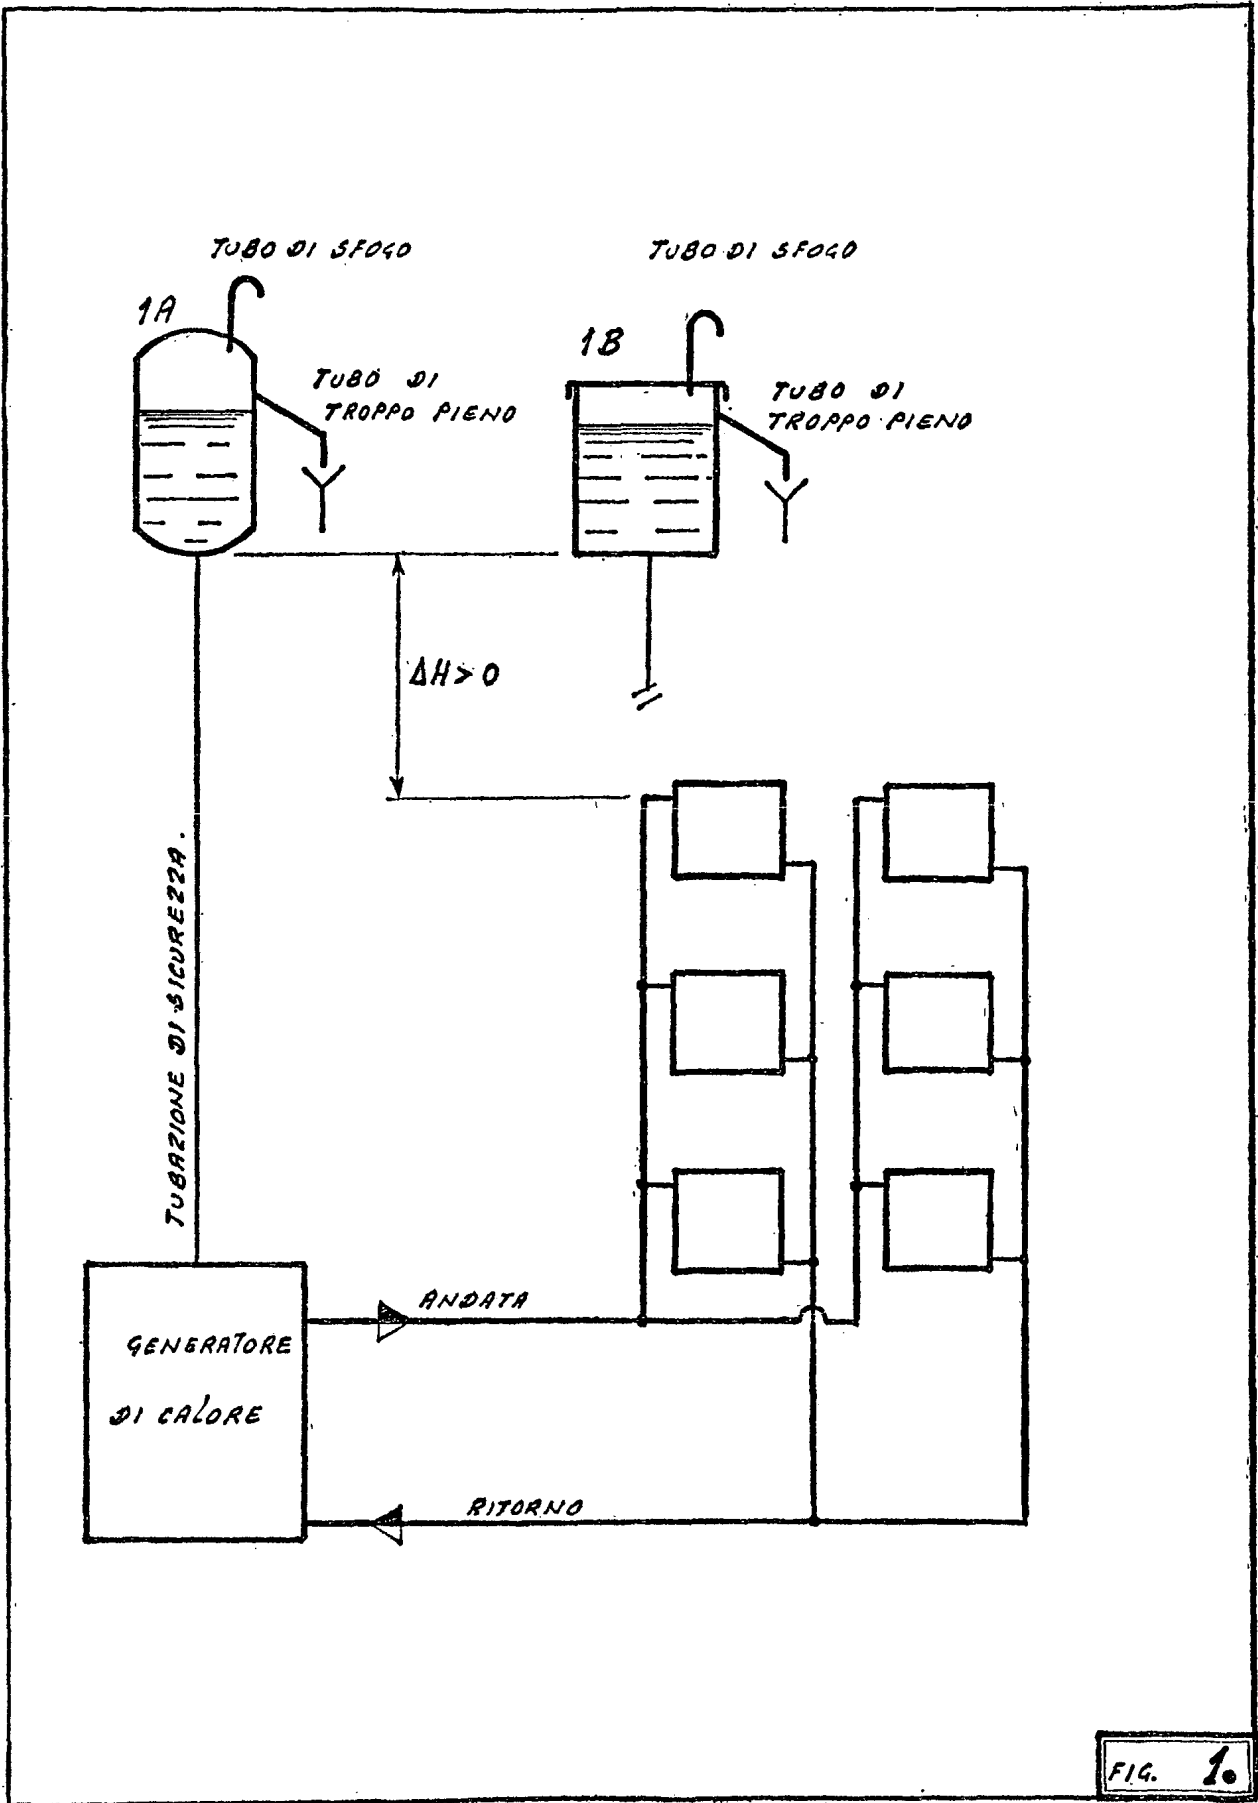 TUBO DI SFOGO
TUBO DI SFOGO
1A
1B
TUBO DI
TROPPO PIENO
TUBO DI
TROPPO PIENO
ΔH > 0
TUBAZIONE DI SICUREZZA.
ANDATA
GENERATORE
DI CALORE
RITORNO
FIG. 1.